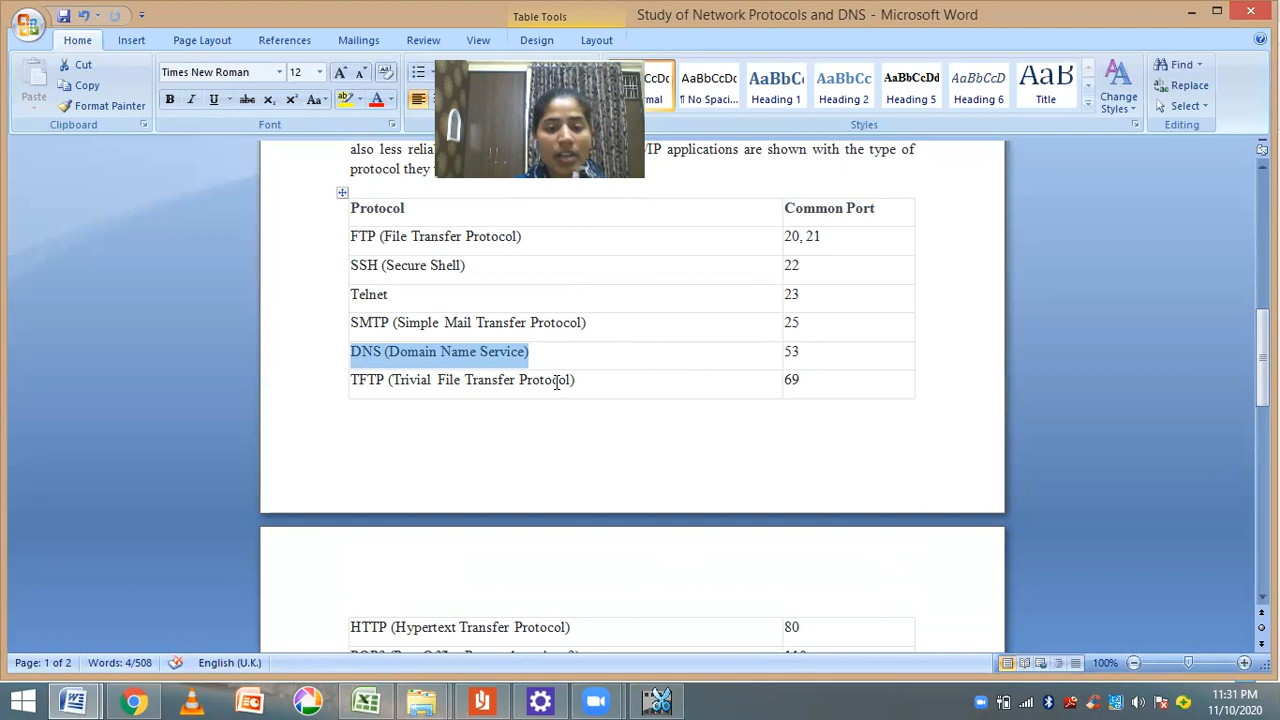 Table Tools
Study of Network Protocols and DNS - Microsoft Word
Home
Insert
Page Layout
References
Mailings
Review
View
Design
Layout
Paste
Cut
Copy
Format Painter
Clipboard
Times New Roman
12
Font
AaBbCcDd
¶ No Spaci...
AaBbCc
Heading 1
AaBbCc
Heading 2
AaBbCcDd
Heading 5
AaBbCcDd
Heading 6
AaB
Title
Change
Styles
Styles
Find
Replace
Select
Editing
also less
/IP applications are shown with the type of
protocol they
Protocol Common Port
FTP (File Transfer Protocol) 20, 21
SSH (Secure Shell) 22
Telnet 23
SMTP (Simple Mail Transfer Protocol) 25
DNS (Domain Name Service) 53
TFTP (Trivial File Transfer Protocol) 69
HTTP (Hypertext Transfer Protocol) 80
Page: 1 of 2
Words: 4/508
English (U.K.)
100%
11:31 PM
11/10/2020